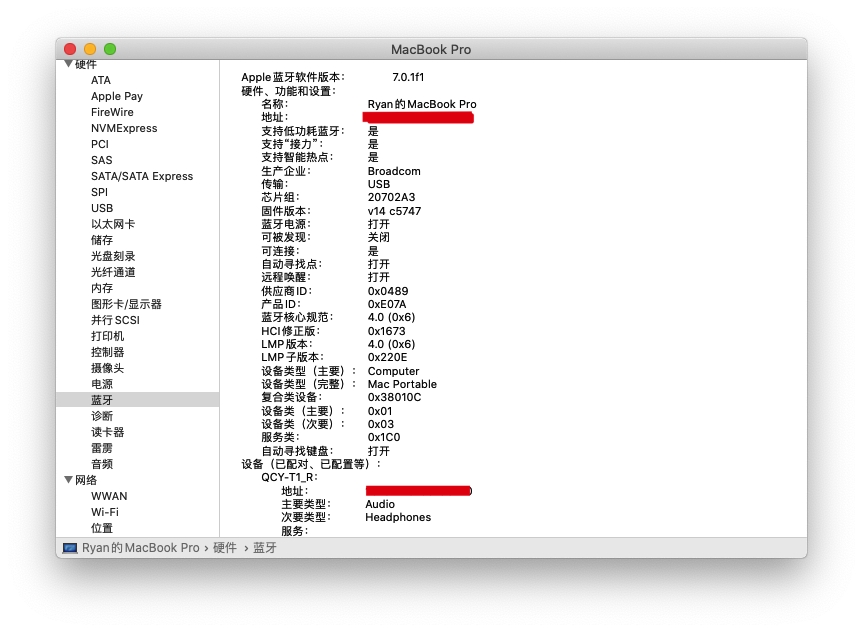 MacBook Pro
硬件
ATA
Apple Pay
FireWire
NVMExpress
PCI
SAS
SATA/SATA Express
SPI
USB
以太网卡
储存
光盘刻录
光纤通道
内存
图形卡/显示器
并行SCSI
打印机
控制器
摄像头
电源
蓝牙
诊断
读卡器
雷雳
音频
网络
WWAN
Wi-Fi
位置
Apple蓝牙软件版本: 7.0.1f1
硬件、功能和设置:
名称: Ryan的MacBook Pro
地址:
支持低功耗蓝牙: 是
支持“接力”: 是
支持智能热点: 是
生产企业: Broadcom
传输: USB
芯片组: 20702A3
固件版本: v14 c5747
蓝牙电源: 打开
可被发现: 关闭
可连接: 是
自动寻找点: 打开
远程唤醒: 打开
供应商ID: 0x0489
产品ID: 0xE07A
蓝牙核心规范: 4.0 (0x6)
HCI修正版: 0x1673
LMP版本: 4.0 (0x6)
LMP子版本: 0x220E
设备类型（主要）: Computer
设备类型（完整）: Mac Portable
复合类设备: 0x38010C
设备类（主要）: 0x01
设备类（次要）: 0x03
服务类: 0x1C0
自动寻找键盘: 打开
设备（已配对、已配置等）:
QCY-T1_R:
地址:
主要类型: Audio
次要类型: Headphones
服务:
Ryan的MacBook Pro › 硬件 › 蓝牙